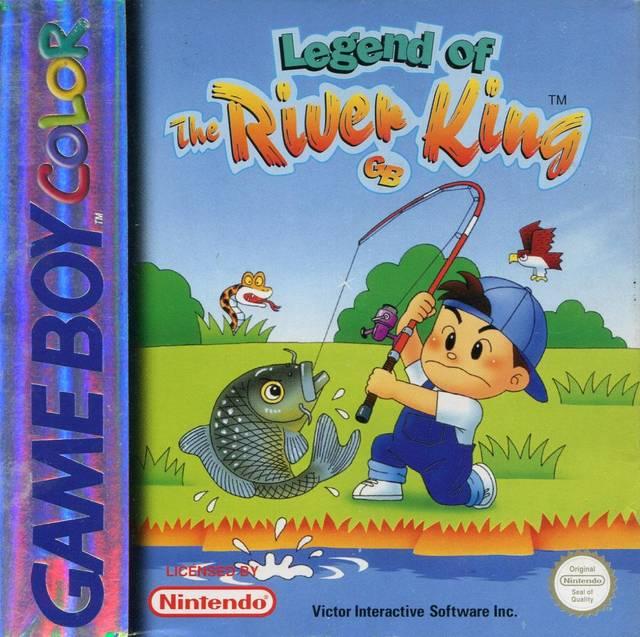 GAME BOY COLOR
TM
Legend of
The River King
TM
GB
LICENSED BY
Nintendo
Victor Interactive Software Inc.
Original
Nintendo
Seal of
Quality